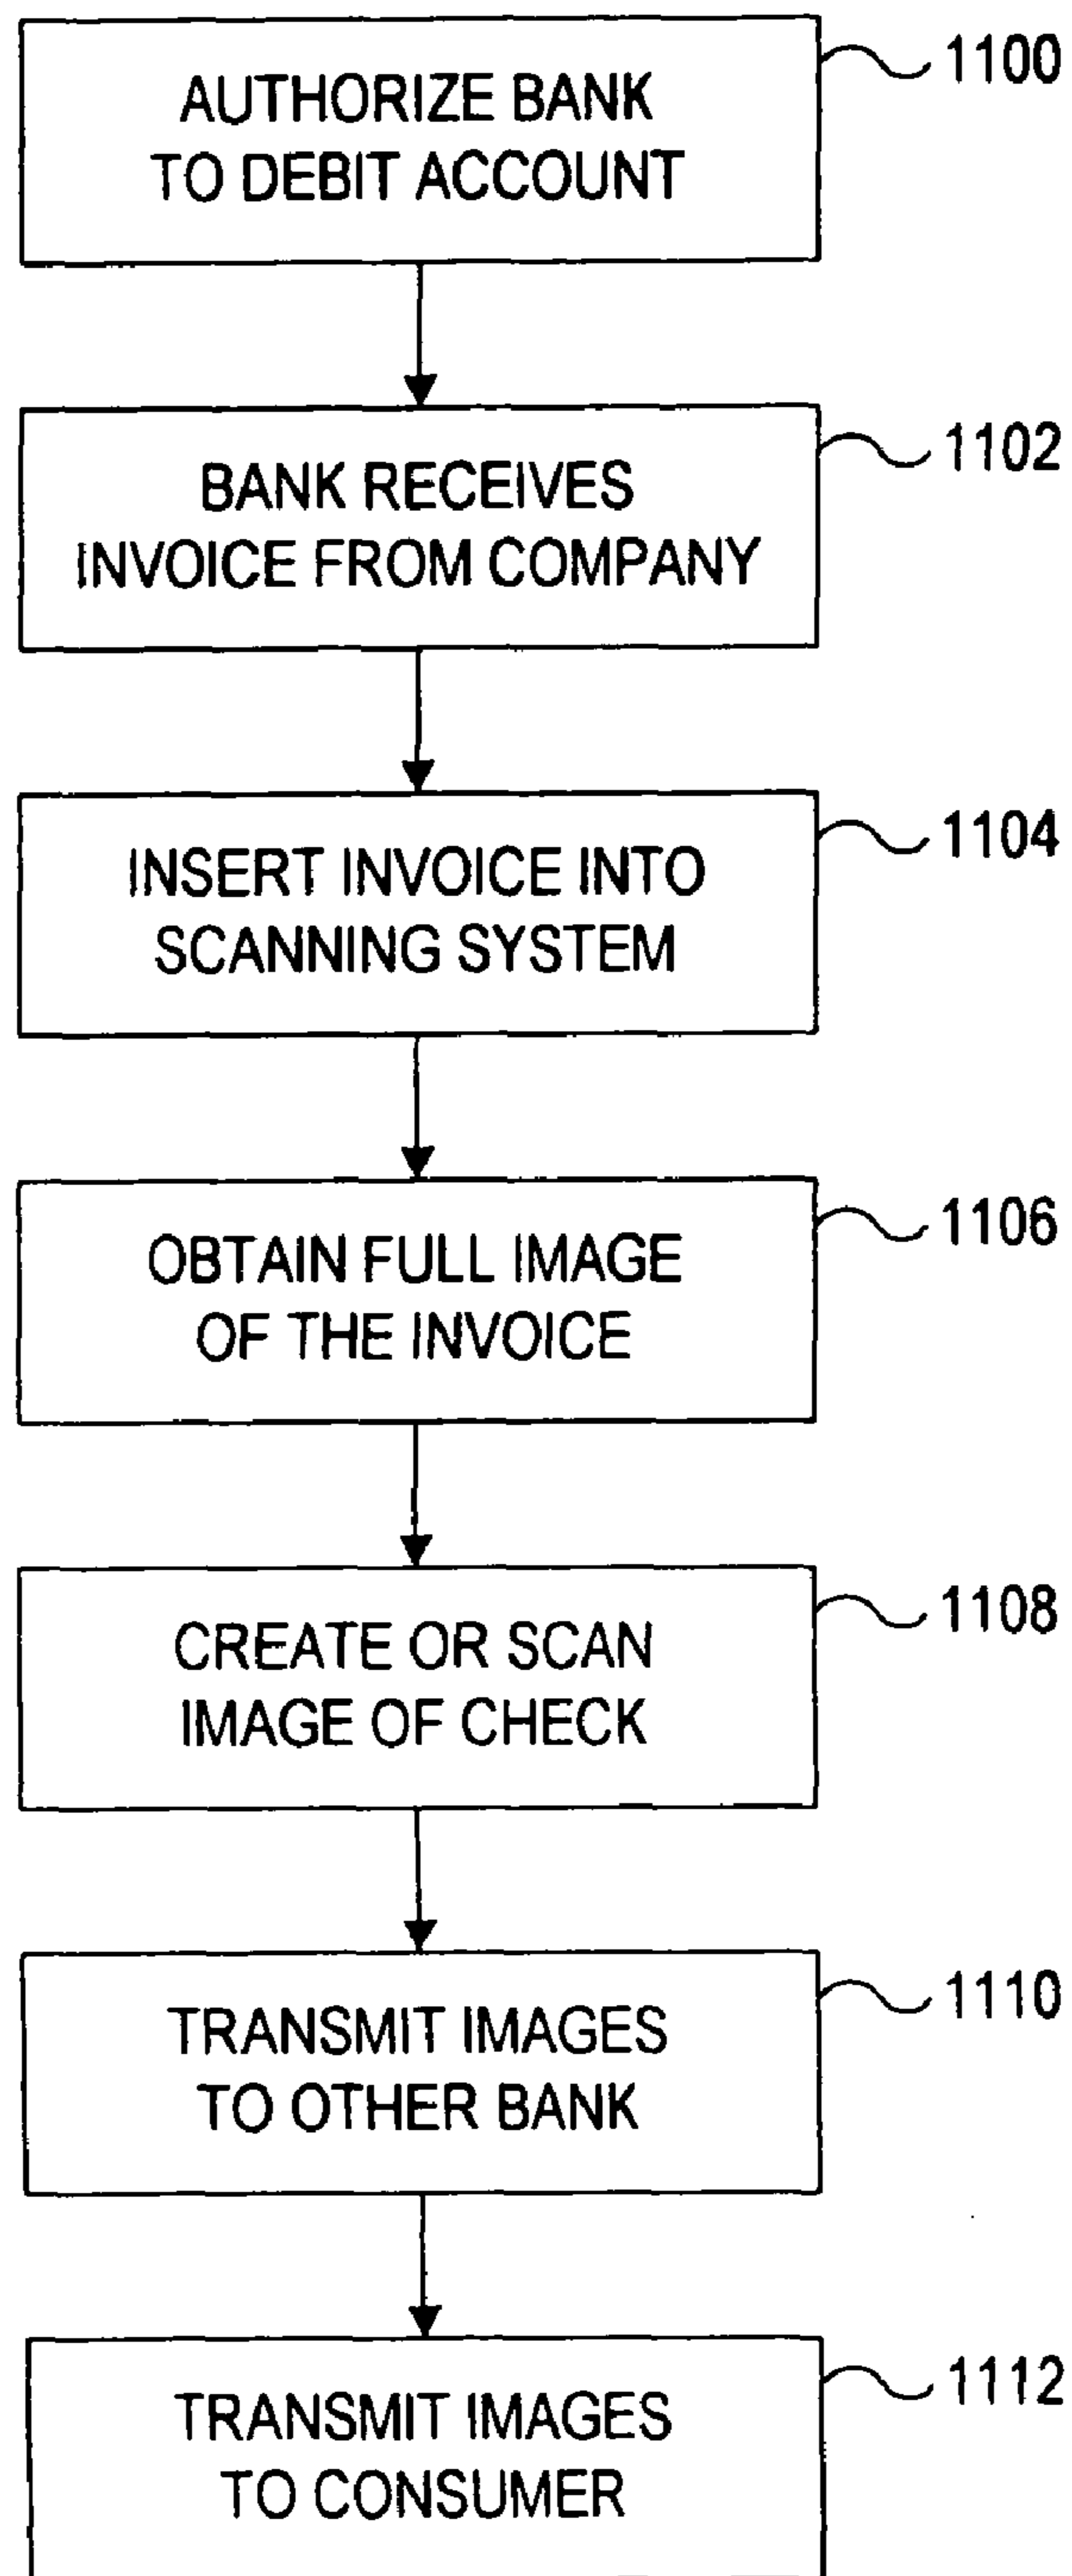 AUTHORIZE BANK
TO DEBIT ACCOUNT
1100
BANK RECEIVES
INVOICE FROM COMPANY
1102
INSERT INVOICE INTO
SCANNING SYSTEM
1104
OBTAIN FULL IMAGE
OF THE INVOICE
1106
CREATE OR SCAN
IMAGE OF CHECK
1108
TRANSMIT IMAGES
TO OTHER BANK
1110
TRANSMIT IMAGES
TO CONSUMER
1112